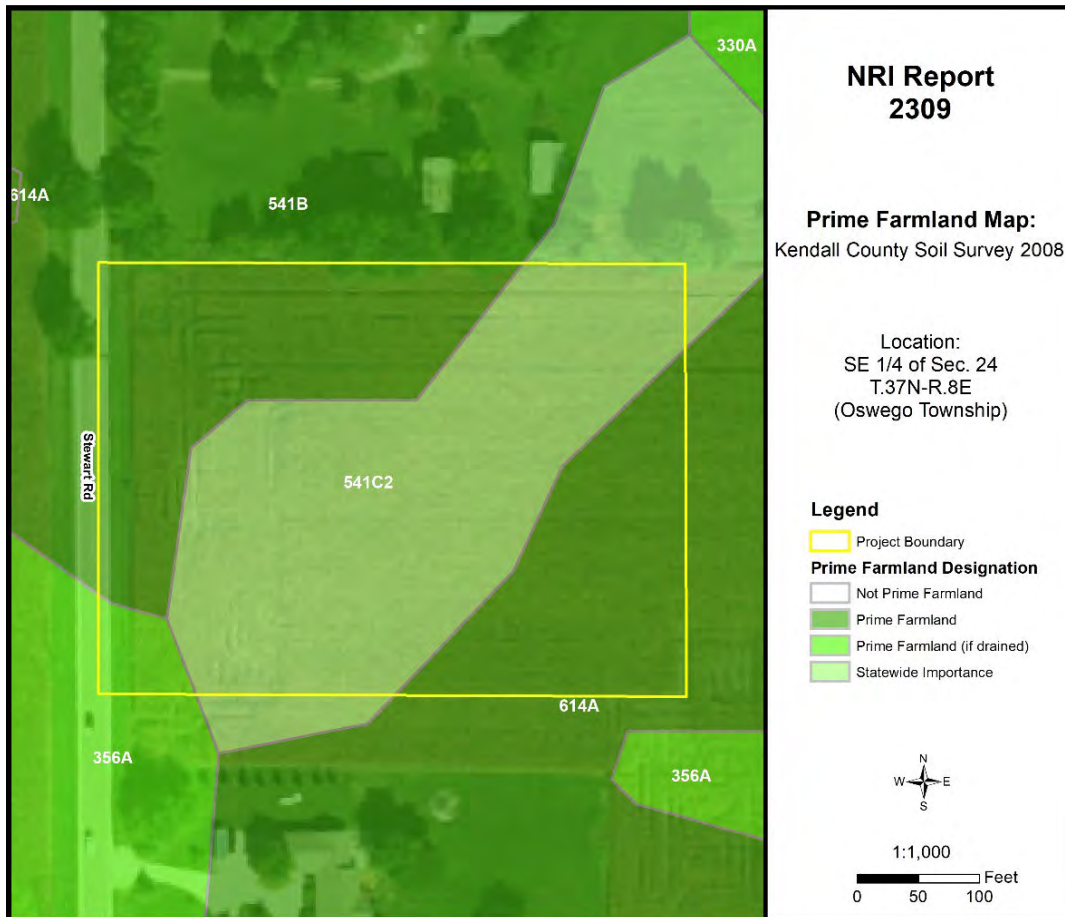 330A
614A
541B
Stewart Rd
541C2
614A
356A
356A
NRI Report
2309
Prime Farmland Map:
Kendall County Soil Survey 2008
Location:
SE 1/4 of Sec. 24
T.37N-R.8E
(Oswego Township)
Legend
Project Boundary
Prime Farmland Designation
Not Prime Farmland
Prime Farmland
Prime Farmland (if drained)
Statewide Importance
N
W E
S
1:1,000
Feet
0 50 100